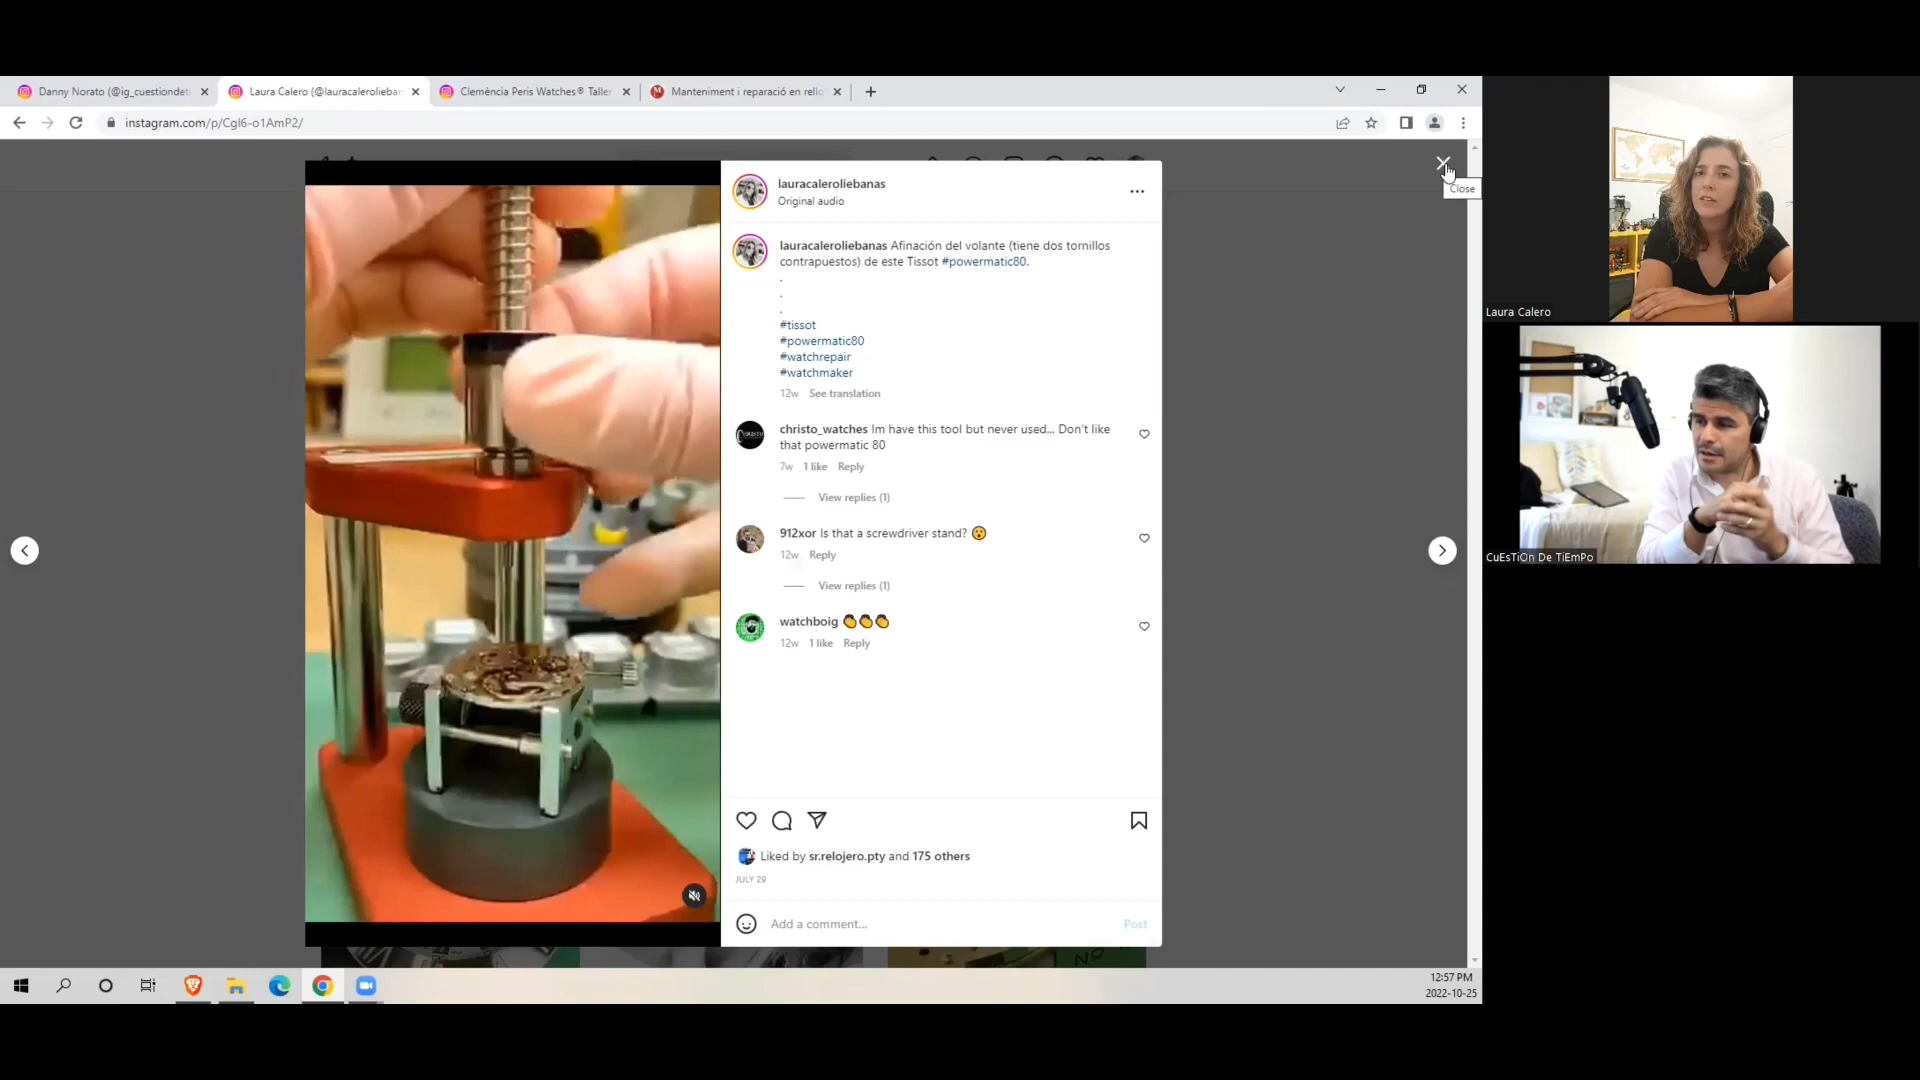 Danny Norato (@ig_cuestiondeti
Laura Calero (@lauracalerolieban
Clemència Peris Watches® Taller
Manteniment i reparació en rello
instagram.com/p/CgI6-o1AmP2/
Close
lauracaleroliebanas
Original audio
lauracaleroliebanas Afinación del volante (tiene dos tornillos
contrapuestos) de este Tissot #powermatic80.
.
.
.
#tissot
#powermatic80
#watchrepair
#watchmaker
12w See translation
christo_watches Im have this tool but never used... Don't like
that powermatic 80
7w 1 like Reply
View replies (1)
912xor Is that a screwdriver stand? 😯
12w Reply
View replies (1)
watchboig 👏👏👏
12w 1 like Reply
Liked by sr.relojero.pty and 175 others
JULY 29
Add a comment...
Post
NO
12:57 PM
2022-10-25
Laura Calero
CuEsTiOn De TiEmPo